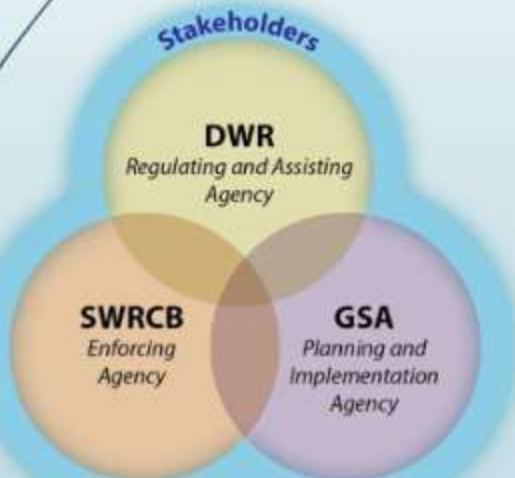 Stakeholders
DWR
Regulating and Assisting
Agency
SWRCB
Enforcing
Agency
GSA
Planning and
Implementation
Agency